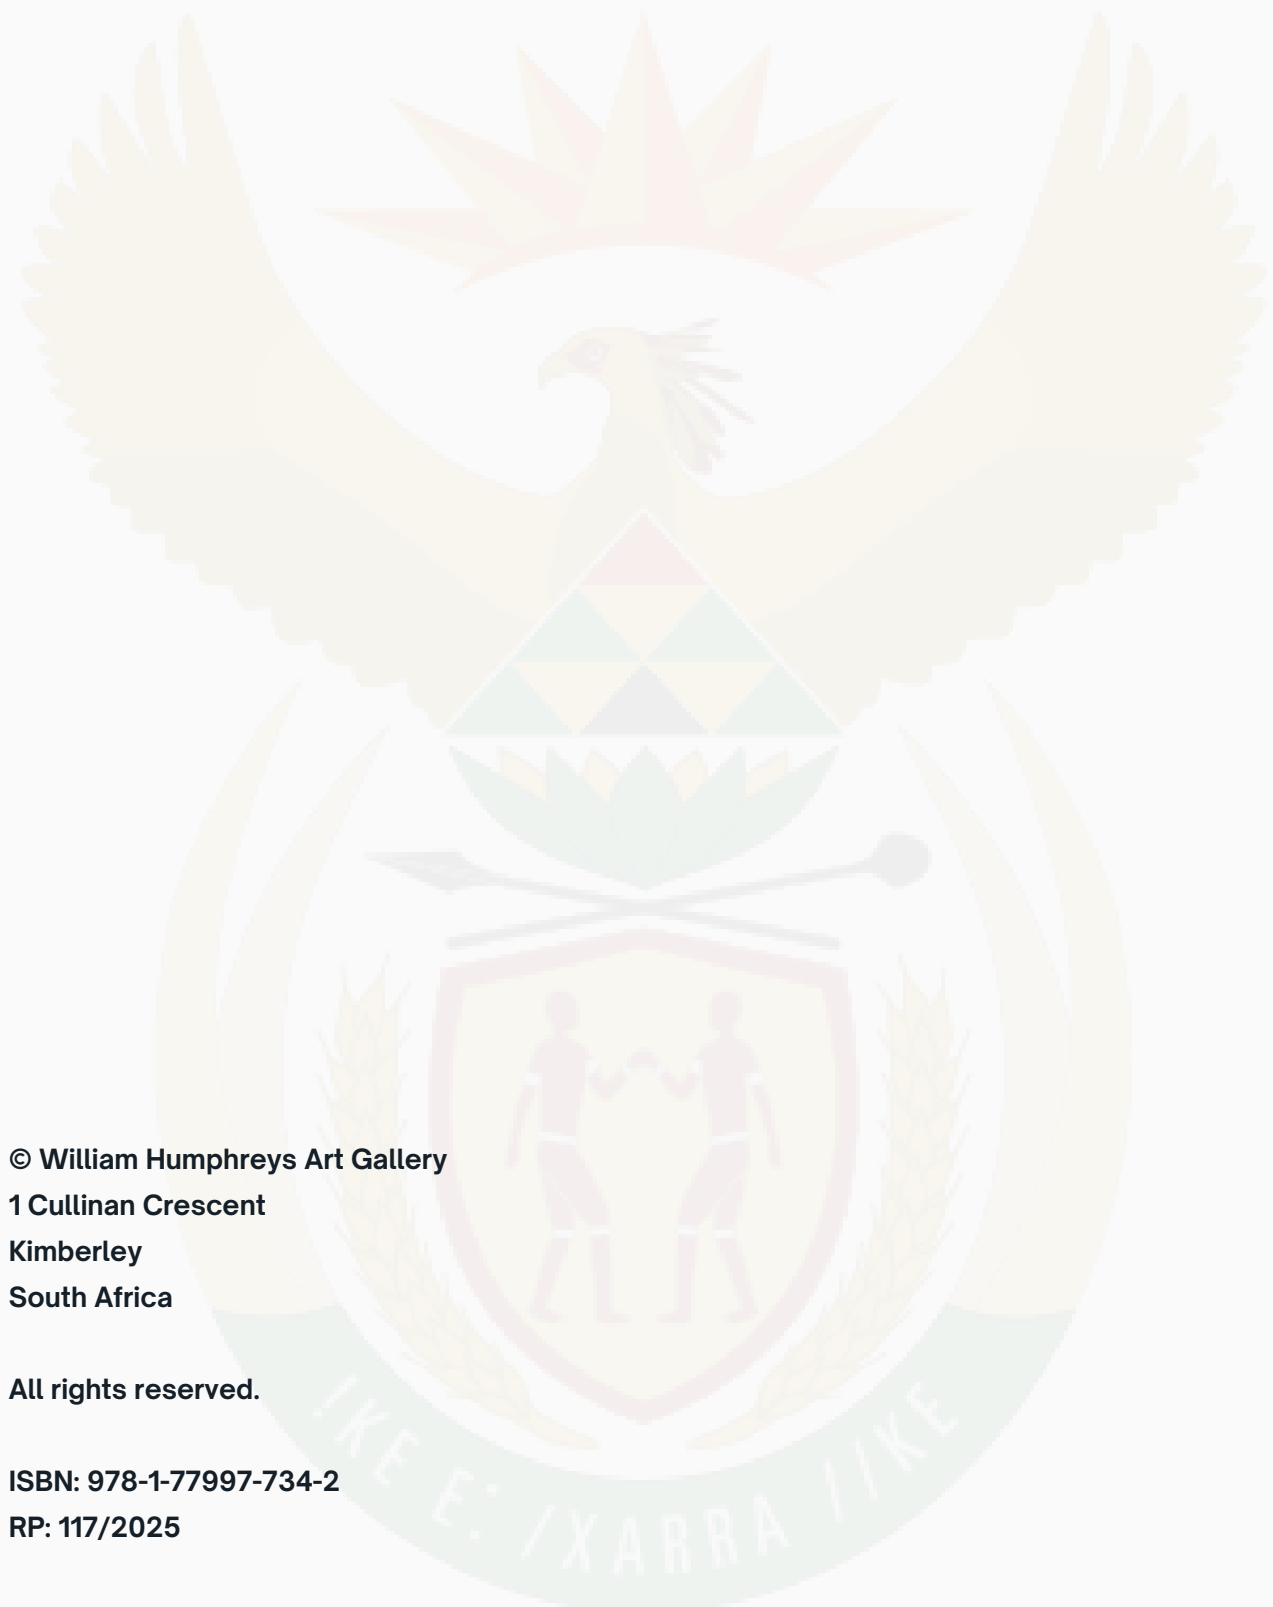 © William Humphreys Art Gallery
1 Cullinan Crescent
Kimberley
South Africa
All rights reserved.
ISBN: 978-1-77997-734-2
RP: 117/2025
!KE E: /XARRA //KE